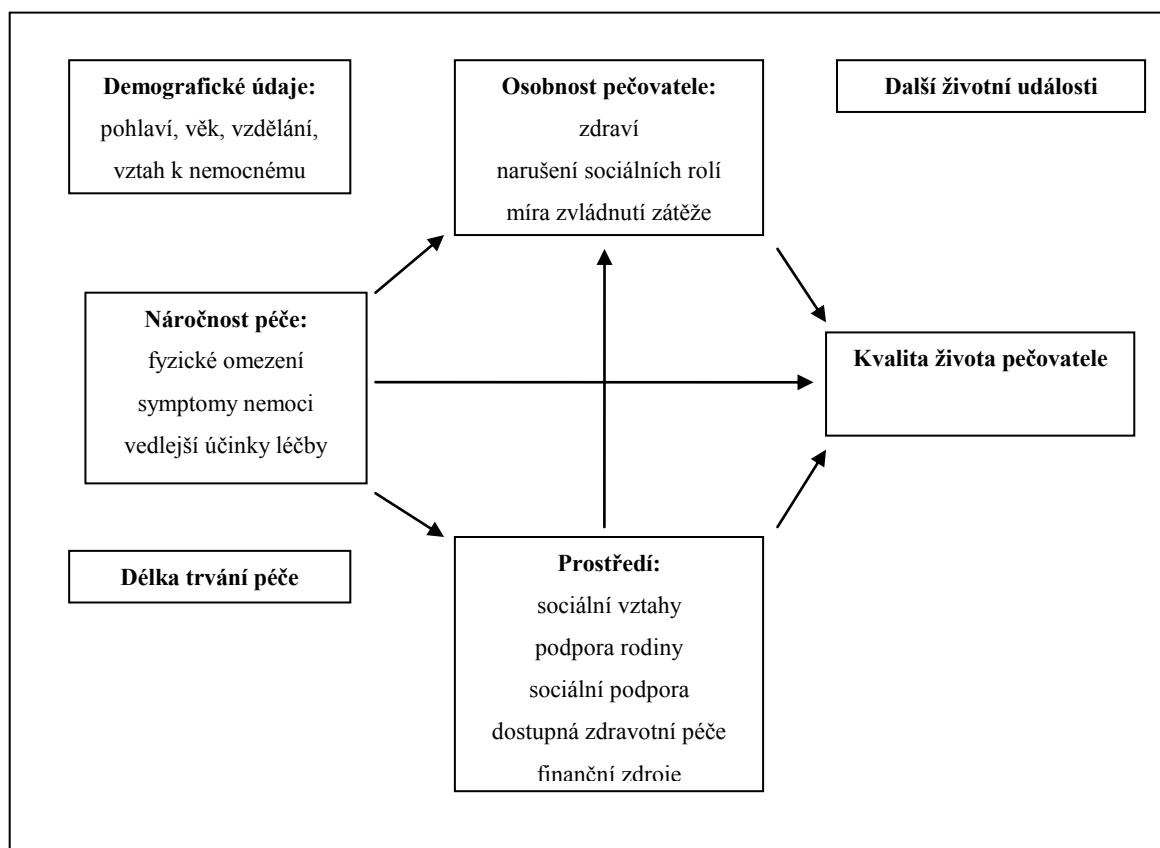 Demografické údaje:
pohlaví, věk, vzdělání,
vztah k nemocnému
Osobnost pečovatele:
zdraví
narušení sociálních rolí
míra zvládnutí zátěže
Další životní události
Náročnost péče:
fyzické omezení
symptomy nemoci
vedlejší účinky léčby
Kvalita života pečovatele
Délka trvání péče
Prostředí:
sociální vztahy
podpora rodiny
sociální podpora
dostupná zdravotní péče
finanční zdroje